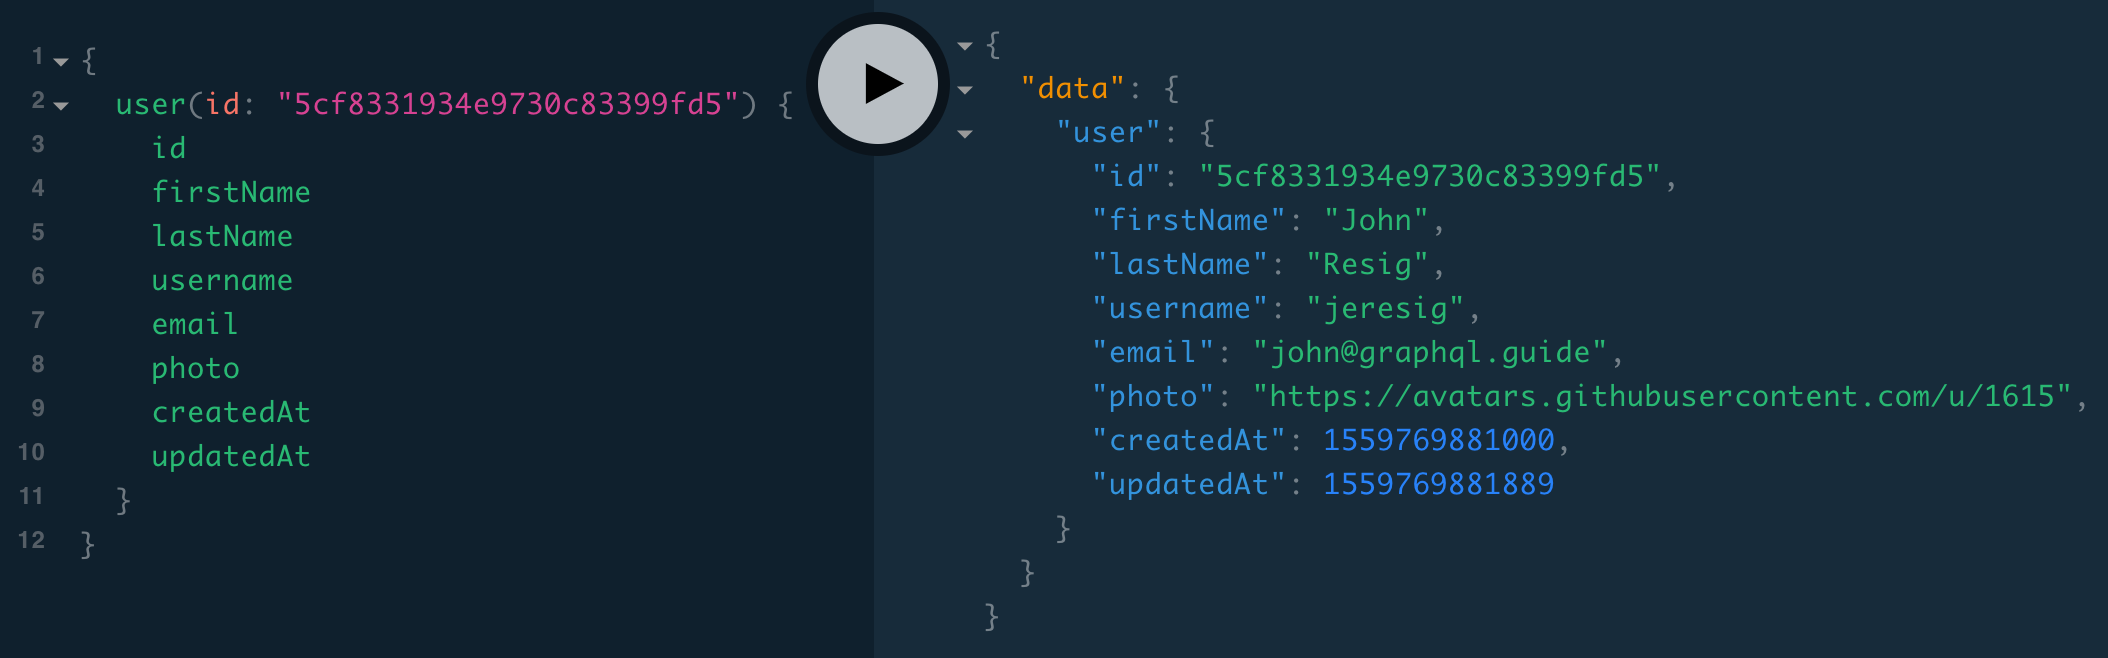 1 {
2 user(id: "5cf8331934e9730c83399fd5") {
3 id
4 firstName
5 lastName
6 username
7 email
8 photo
9 createdAt
10 updatedAt
11 }
12 }
{
"data": {
"user": {
"id": "5cf8331934e9730c83399fd5",
"firstName": "John",
"lastName": "Resig",
"username": "jeresig",
"email": "john@graphql.guide",
"photo": "https://avatars.githubusercontent.com/u/1615",
"createdAt": 1559769881000,
"updatedAt": 1559769881889
}
}
}